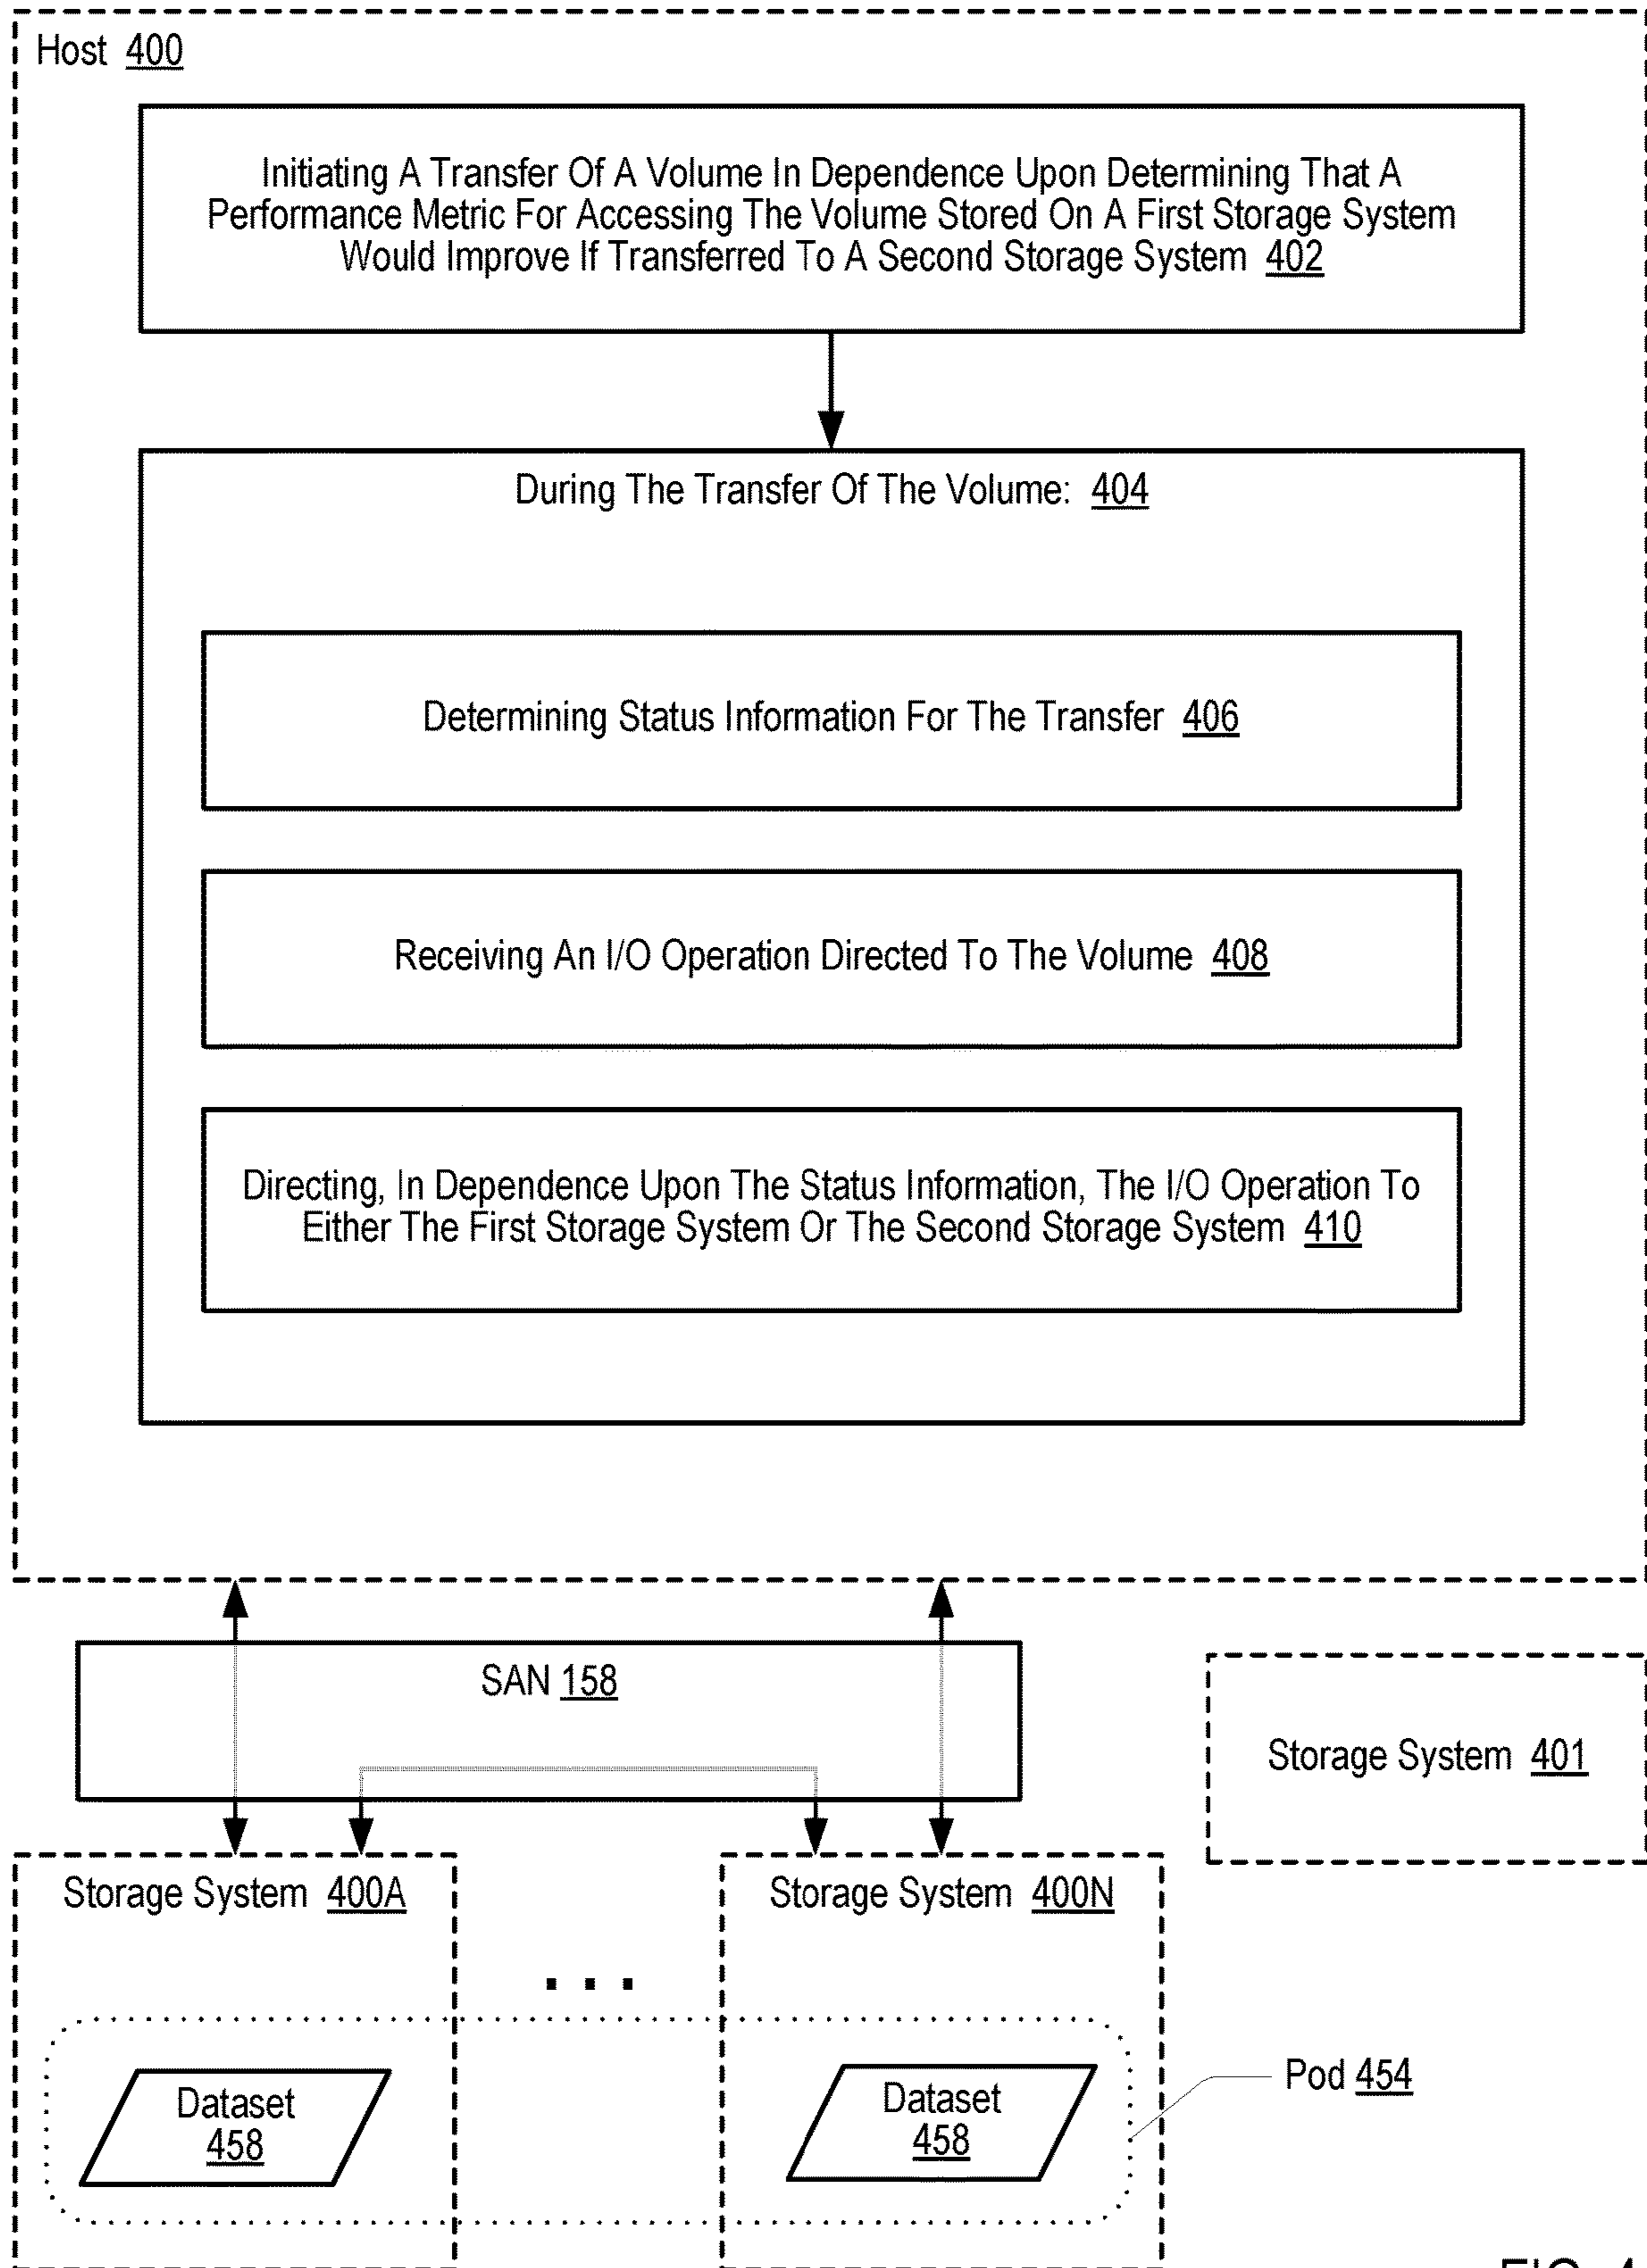 Host 400
Initiating A Transfer Of A Volume In Dependence Upon Determining That A
Performance Metric For Accessing The Volume Stored On A First Storage System
Would Improve If Transferred To A Second Storage System 402
During The Transfer Of The Volume: 404
Determining Status Information For The Transfer 406
Receiving An I/O Operation Directed To The Volume 408
Directing, In Dependence Upon The Status Information, The I/O Operation To
Either The First Storage System Or The Second Storage System 410
SAN 158
Storage System 401
Storage System 400A
Storage System 400N
...
Dataset
458
Dataset
458
Pod 454